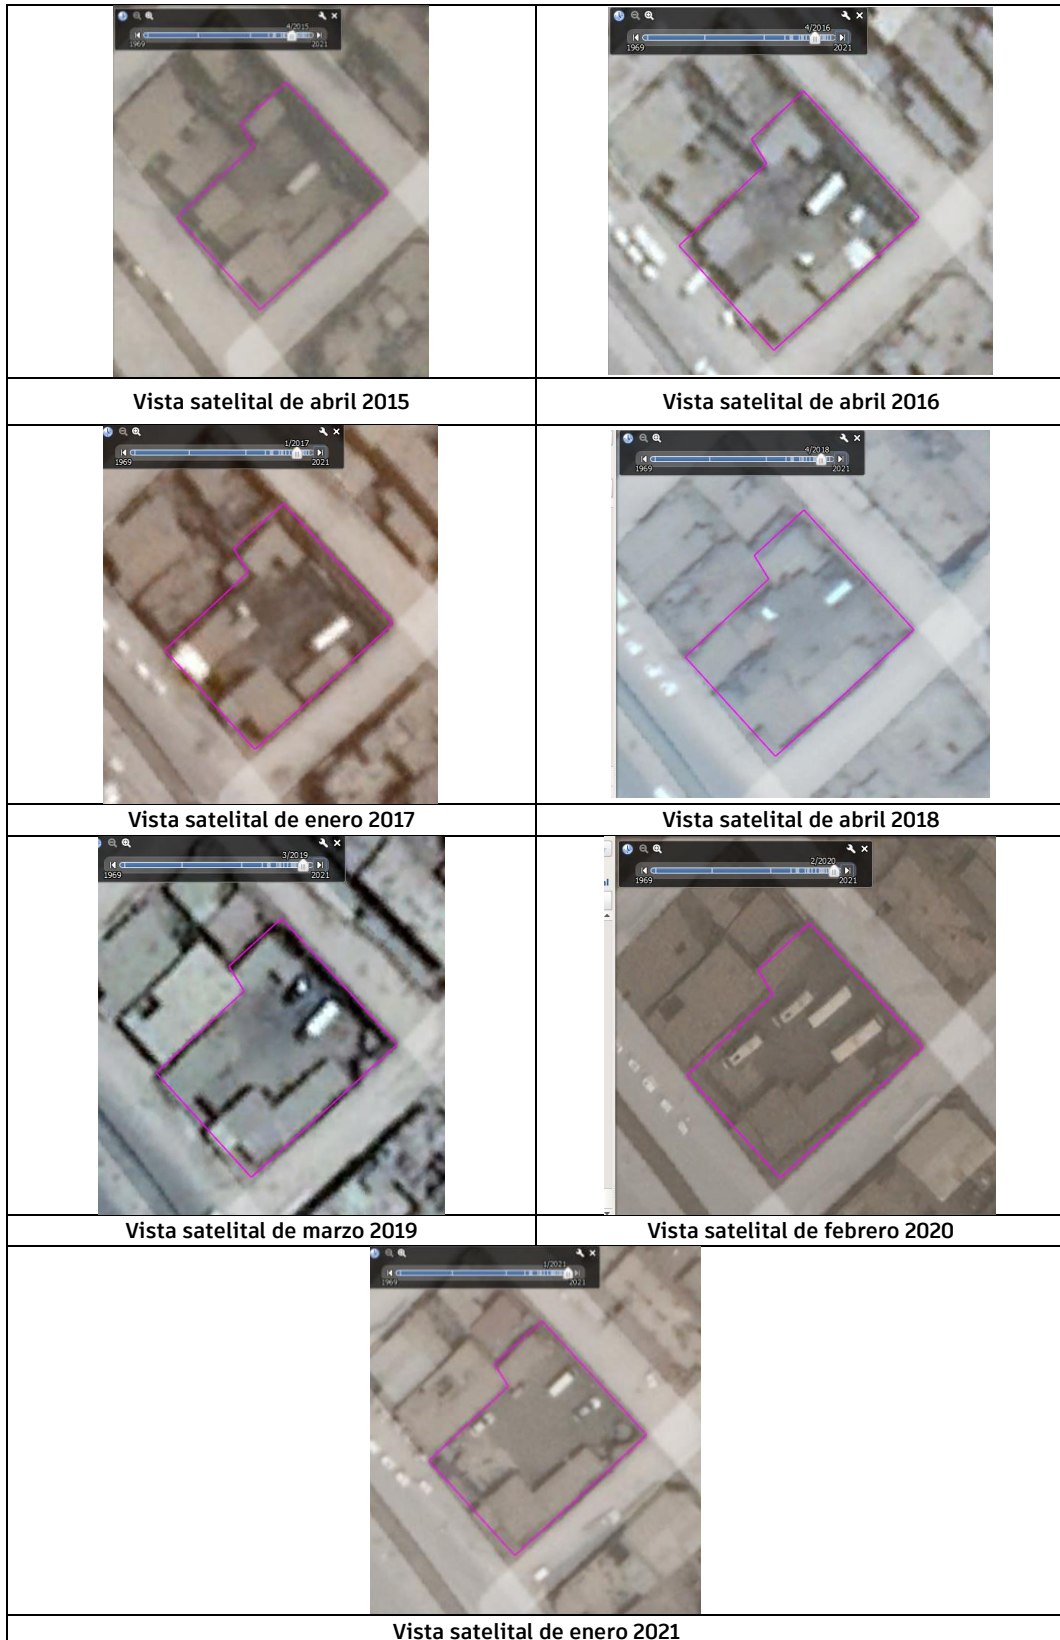 4/2015
1969 2021
4/2016
1969 2021
Vista satelital de abril 2015
Vista satelital de abril 2016
1/2017
1969 2021
4/2018
1969 2021
Vista satelital de enero 2017
Vista satelital de abril 2018
3/2019
1969 2021
2/2020
1969 2021
Vista satelital de marzo 2019
Vista satelital de febrero 2020
1/2021
1969 2021
Vista satelital de enero 2021